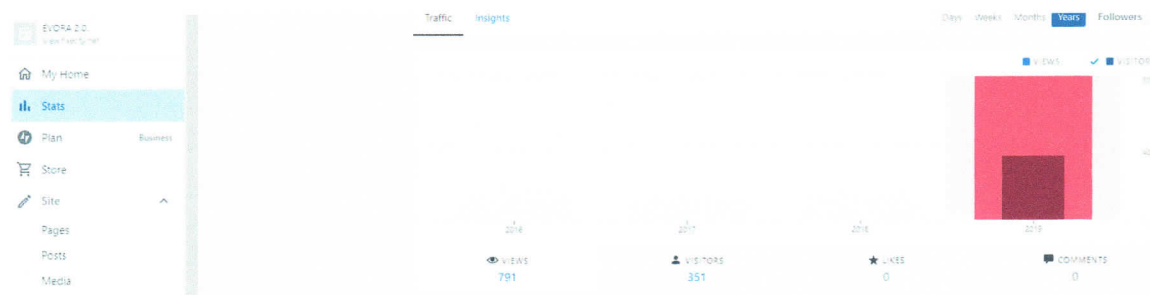 EVORA 2.0.
My Home
Stats
Plan Business
Store
Site
Pages
Posts
Media
Traffic Insights
Days Weeks Months Years Followers
VIEWS VISITOR
2016 2017 2018 2019
VIEWS
791
VISITORS
351
LIKES
0
COMMENTS
0